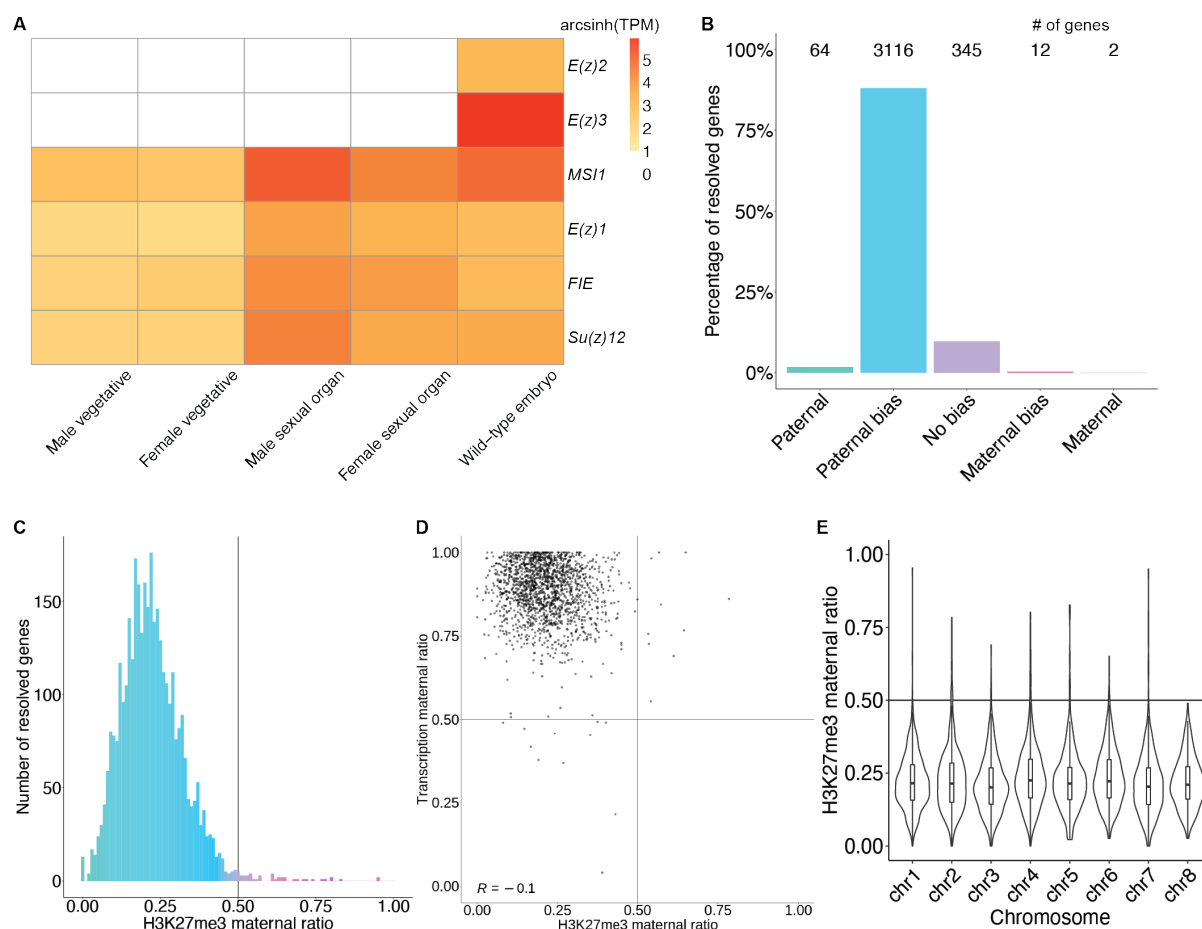 A
arcsinh(TPM)
E(z)2
E(z)3
MSI1
E(z)1
FIE
Su(z)12
5
4
3
2
1
0
Male vegetative
Female vegetative
Male sexual organ
Female sexual organ
Wild−type embryo
B
# of genes
64 3116 345 12 2
100%
75%
50%
25%
0%
Percentage of resolved genes
Paternal
Paternal bias
No bias
Maternal bias
Maternal
C
Number of resolved genes
150
100
50
0
0.00 0.25 0.50 0.75 1.00
H3K27me3 maternal ratio
D
Transcription maternal ratio
1.00
0.75
0.50
0.25
0.00
R = −0.1
0.00 0.25 0.50 0.75 1.00
H3K27me3 maternal ratio
E
H3K27me3 maternal ratio
1.00
0.75
0.50
0.25
0.00
chr1
chr2
chr3
chr4
chr5
chr6
chr7
chr8
Chromosome